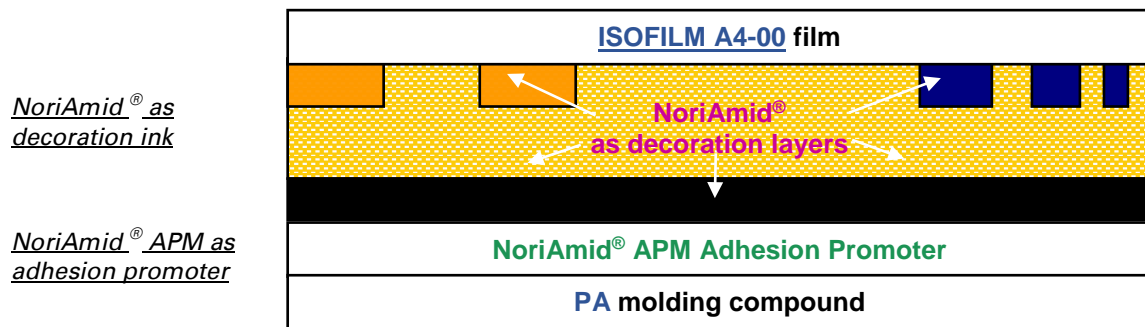 ISOFILM A4-00 film
NoriAmid ® as
decoration ink
NoriAmid®
as decoration layers
NoriAmid ® APM as
adhesion promoter
NoriAmid® APM Adhesion Promoter
PA molding compound